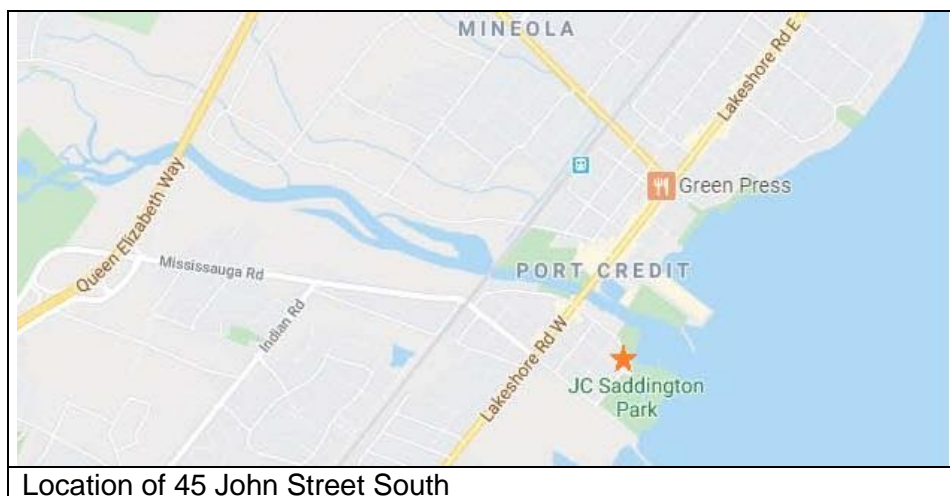 MINEOLA
Lakeshore Rd E
Green Press
Queen Elizabeth Way
Mississauga Rd
PORT CREDIT
Indian Rd
Lakeshore Rd W
JC Saddington
Park
Location of 45 John Street South